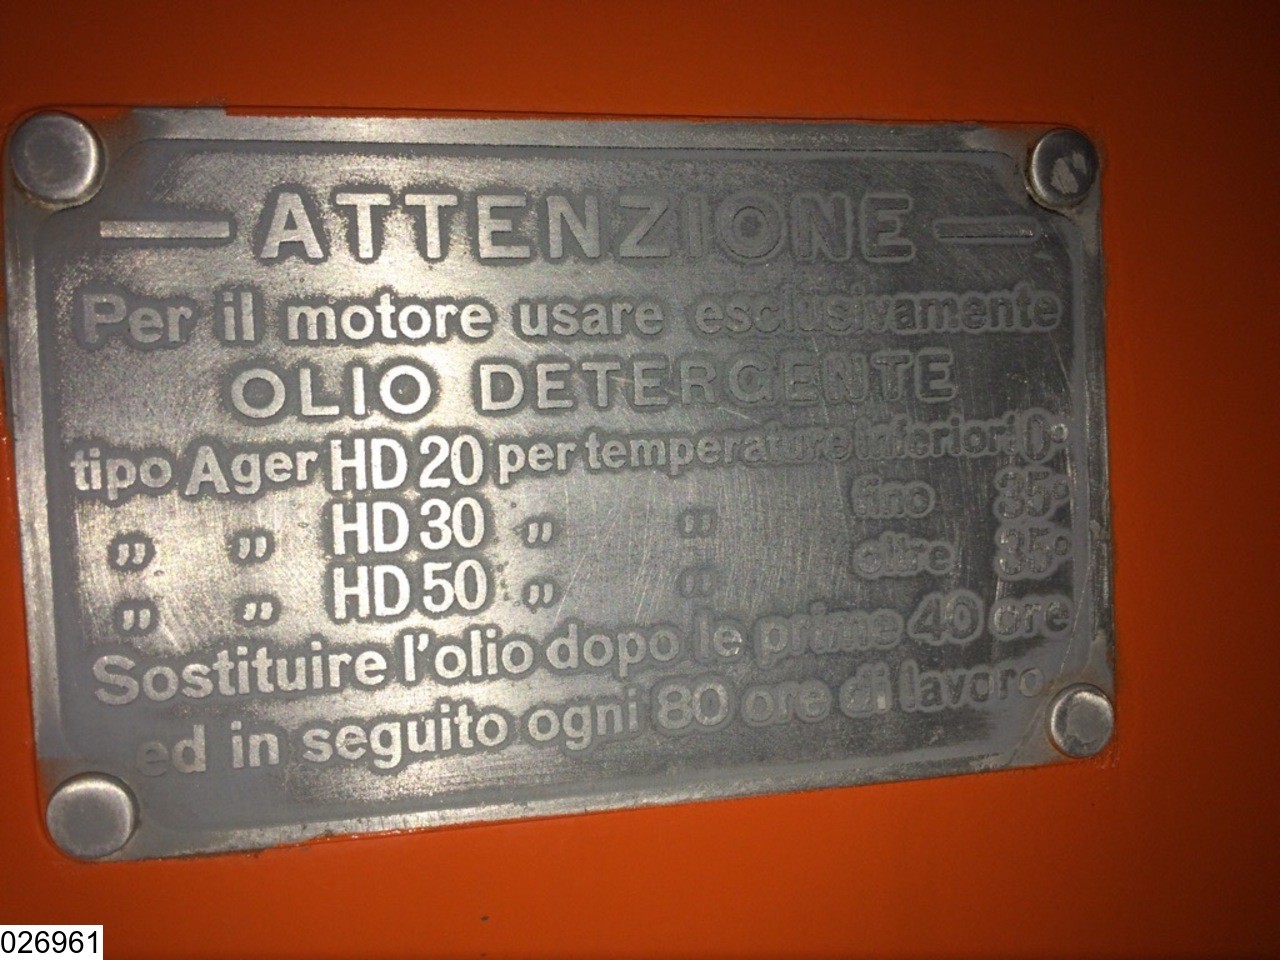 — ATTENZIONE —
Per il motore usare esclusivamente
OLIO DETERGENTE
tipo Ager HD 20 per temperature inferiori 0°
„ „ HD 30 „ „ fino 35°
„ „ HD 50 „ „ oltre 35°
Sostituire l'olio dopo le prime 40 ore
ed in seguito ogni 80 ore di lavoro
026961